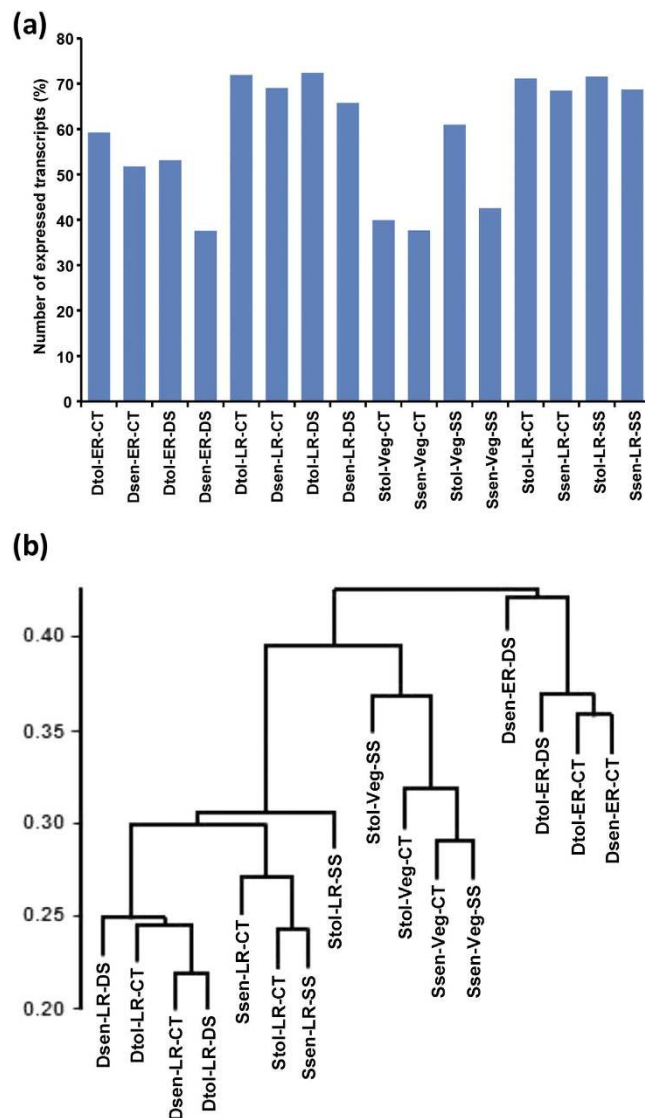 (a)
Number of expressed transcripts (%)
80
70
60
50
40
30
20
10
0
Dtol-ER-CT
Dsen-ER-CT
Dtol-ER-DS
Dsen-ER-DS
Dtol-LR-CT
Dsen-LR-CT
Dtol-LR-DS
Dsen-LR-DS
Stol-Veg-CT
Ssen-Veg-CT
Stol-Veg-SS
Ssen-Veg-SS
Stol-LR-CT
Ssen-LR-CT
Stol-LR-SS
Ssen-LR-SS
(b)
0.40
0.35
0.30
0.25
0.20
Dsen-LR-DS
Dtol-LR-CT
Dsen-LR-CT
Dtol-LR-DS
Ssen-LR-CT
Stol-LR-CT
Ssen-LR-SS
Stol-LR-SS
Stol-Veg-SS
Stol-Veg-CT
Ssen-Veg-CT
Ssen-Veg-SS
Dsen-ER-DS
Dtol-ER-DS
Dtol-ER-CT
Dsen-ER-CT